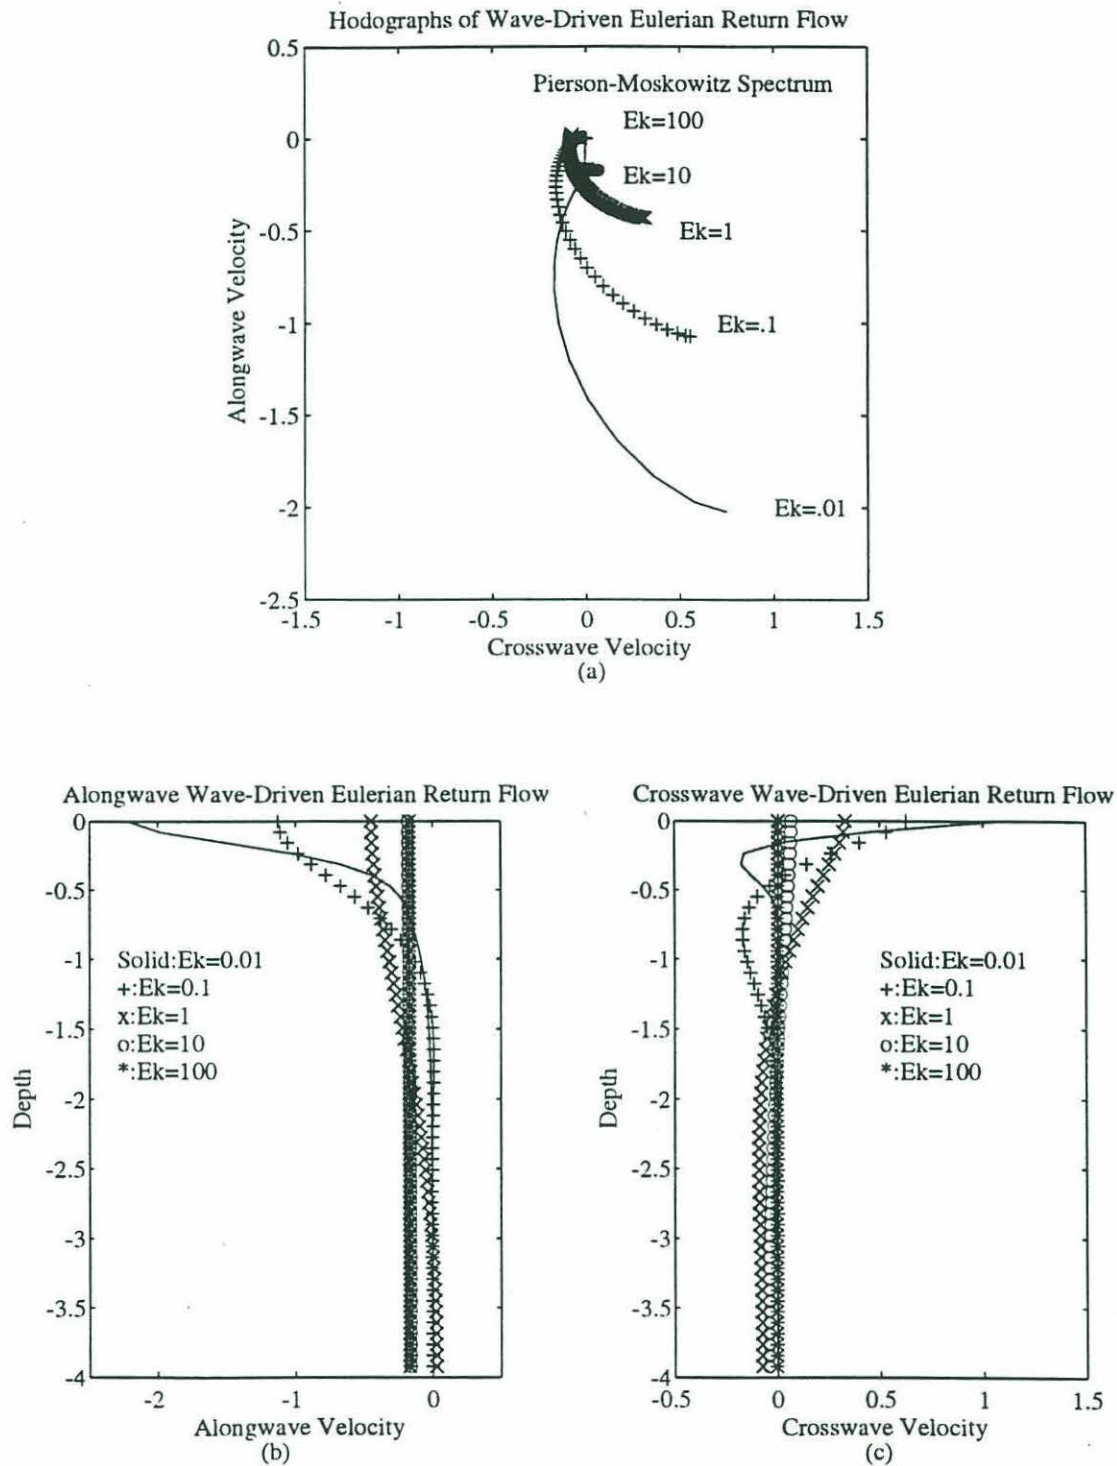 Hodographs of Wave-Driven Eulerian Return Flow
Pierson-Moskowitz Spectrum
Ek=100
Ek=10
Ek=1
Ek=.1
Ek=.01
0.5
0
-0.5
-1
-1.5
-2
-2.5
Alongwave Velocity
-1.5 -1 -0.5 0 0.5 1 1.5
Crosswave Velocity
(a)
Alongwave Wave-Driven Eulerian Return Flow
0
-0.5
-1
-1.5
-2
-2.5
-3
-3.5
-4
Depth
Solid:Ek=0.01
+:Ek=0.1
x:Ek=1
o:Ek=10
*:Ek=100
-2 -1 0
Alongwave Velocity
(b)
Crosswave Wave-Driven Eulerian Return Flow
0
-0.5
-1
-1.5
-2
-2.5
-3
-3.5
-4
Depth
Solid:Ek=0.01
+:Ek=0.1
x:Ek=1
o:Ek=10
*:Ek=100
-0.5 0 0.5 1 1.5
Crosswave Velocity
(c)